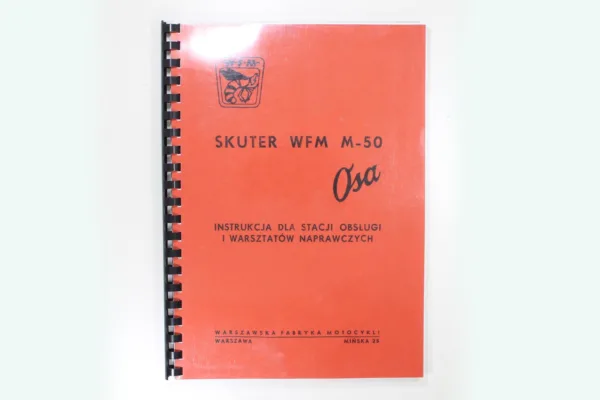 W·F·M
SKUTER WFM M-50
Osa
INSTRUKCJA DLA STACJI OBSŁUGI
I WARSZTATÓW NAPRAWCZYCH
WARSZAWSKA FABRYKA MOTOCYKLI
WARSZAWA MIŃSKA 25